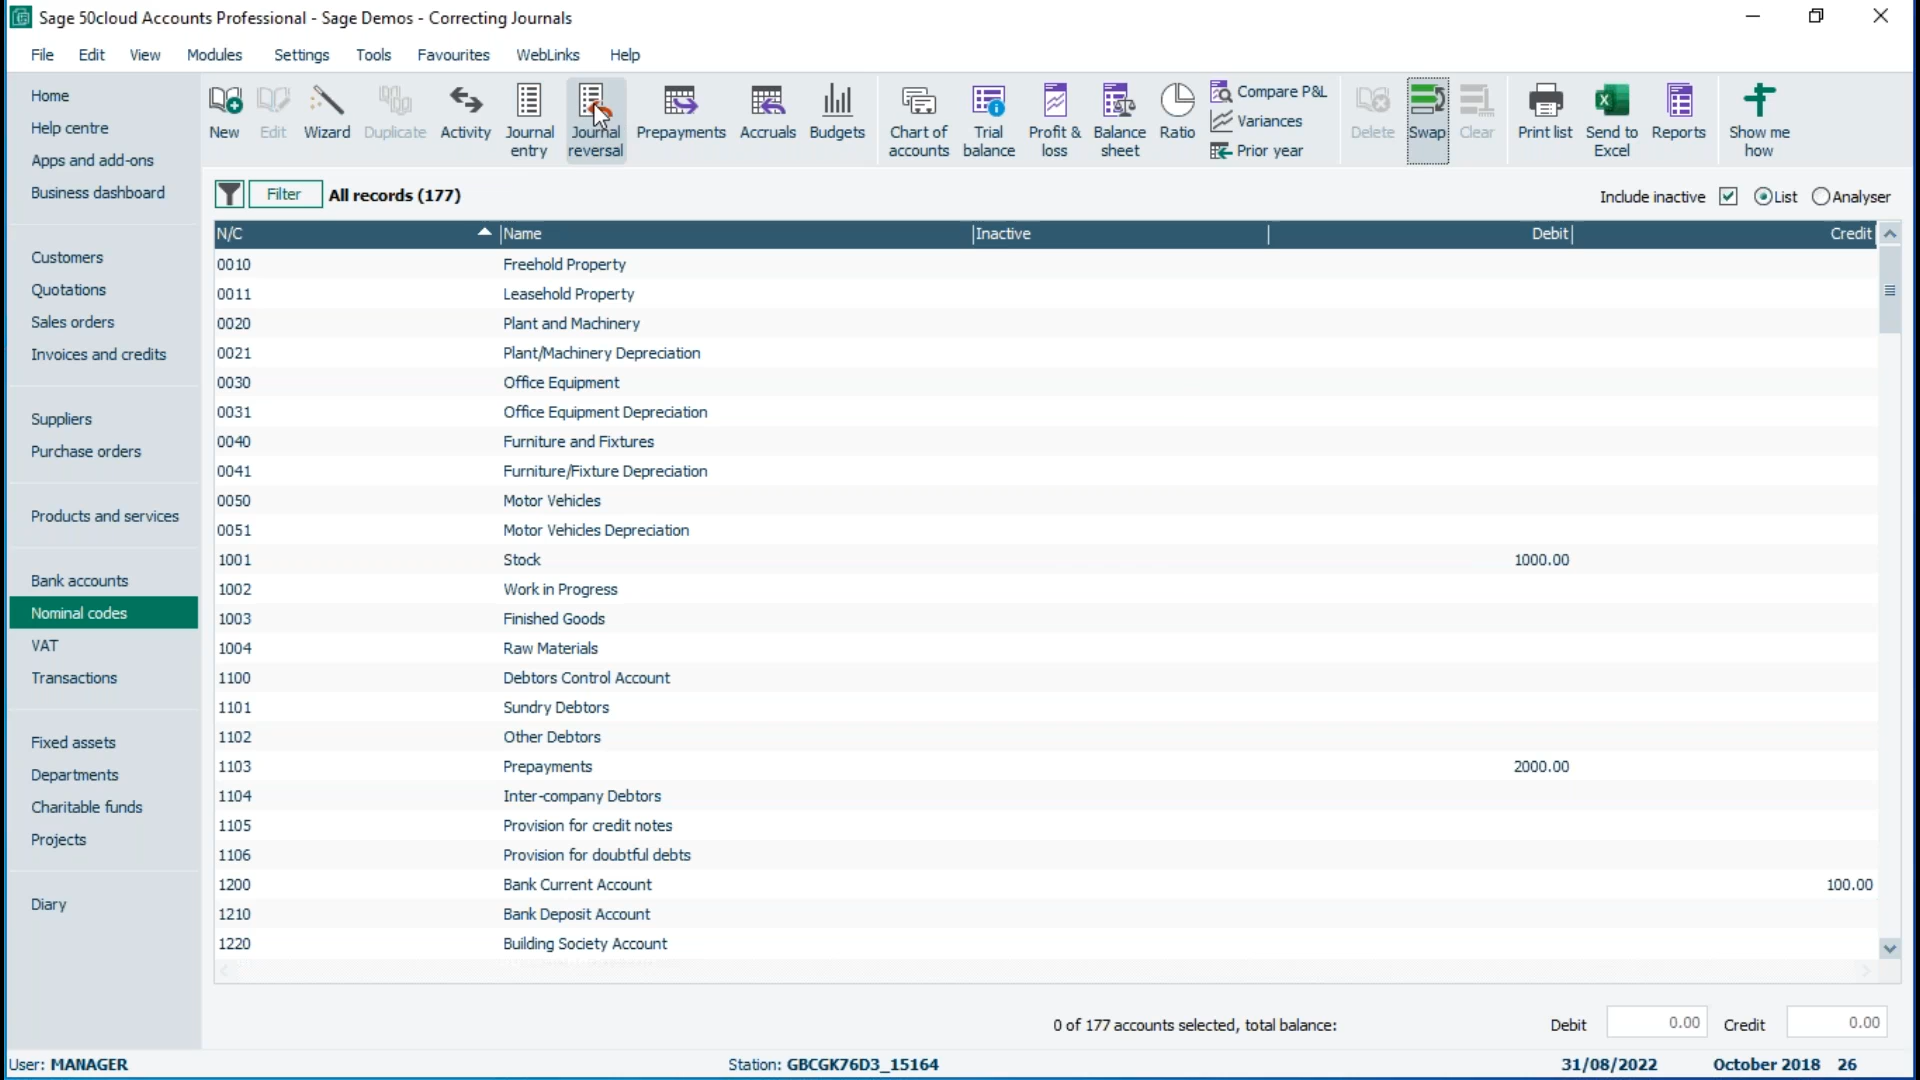 Sage 50cloud Accounts Professional - Sage Demos - Correcting Journals
File Edit View Modules Settings Tools Favourites WebLinks Help
Home
Help centre
Apps and add-ons
Business dashboard
Customers
Quotations
Sales orders
Invoices and credits
Suppliers
Purchase orders
Products and services
Bank accounts
Nominal codes
VAT
Transactions
Fixed assets
Departments
Charitable funds
Projects
Diary
New
Edit
Wizard
Duplicate
Activity
Journal
entry
Journal
reversal
Prepayments
Accruals
Budgets
Chart of
accounts
Trial
balance
Profit &
loss
Balance
sheet
Ratio
Compare P&L
Variances
Prior year
Delete
Swap
Clear
Print list
Send to
Excel
Reports
Show me
how
Filter All records (177) Include inactive List Analyser
N/C Name Inactive Debit Credit
0010 Freehold Property
0011 Leasehold Property
0020 Plant and Machinery
0021 Plant/Machinery Depreciation
0030 Office Equipment
0031 Office Equipment Depreciation
0040 Furniture and Fixtures
0041 Furniture/Fixture Depreciation
0050 Motor Vehicles
0051 Motor Vehicles Depreciation
1001 Stock 1000.00
1002 Work in Progress
1003 Finished Goods
1004 Raw Materials
1100 Debtors Control Account
1101 Sundry Debtors
1102 Other Debtors
1103 Prepayments 2000.00
1104 Inter-company Debtors
1105 Provision for credit notes
1106 Provision for doubtful debts
1200 Bank Current Account 100.00
1210 Bank Deposit Account
1220 Building Society Account
0 of 177 accounts selected, total balance: Debit 0.00 Credit 0.00
User: MANAGER Station: GBCGK76D3_15164 31/08/2022 October 2018 26